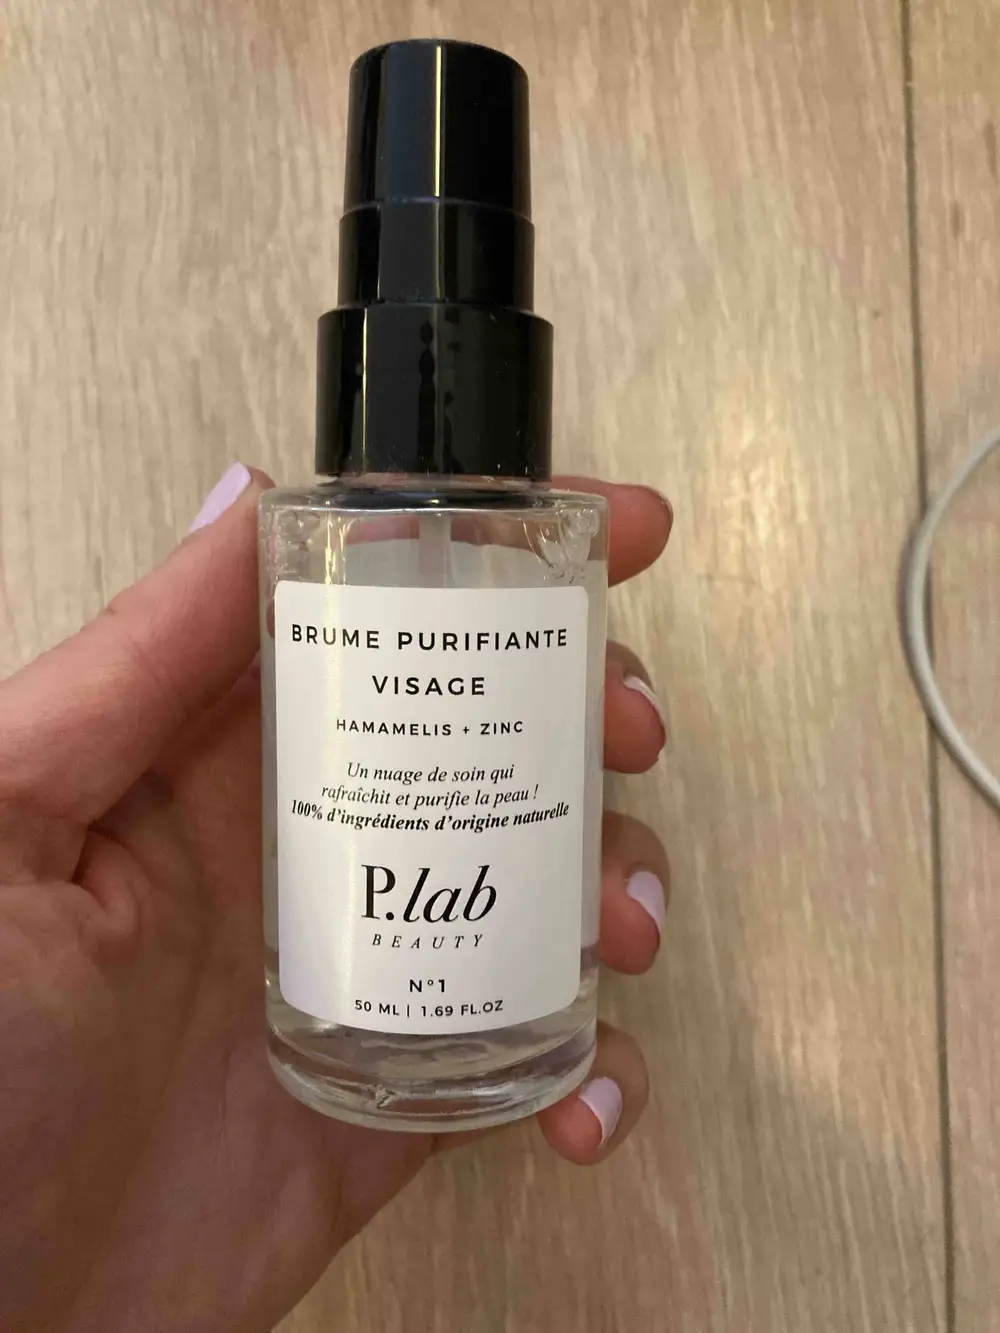 BRUME PURIFIANTE
VISAGE
HAMAMELIS + ZINC
Un nuage de soin qui
rafraîchit et purifie la peau !
100% d'ingrédients d'origine naturelle
P.lab
BEAUTY
N°1
50 ML | 1.69 FL.OZ